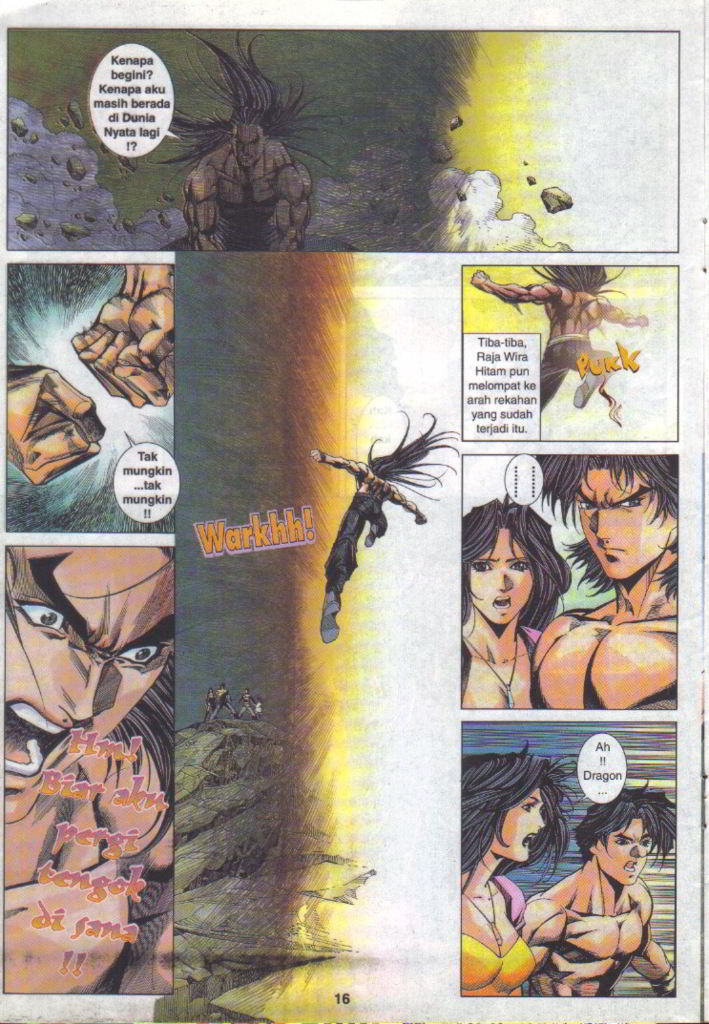 Kenapa
begini?
Kenapa aku
masih berada
di Dunia
Nyata lagi
!?
Tak
mungkin
...tak
mungkin
!!
Hm!
Biar aku
pergi
tengok
di sana
!!
Warkhh!
Tiba-tiba,
Raja Wira
Hitam pun
melompat ke
arah rekahan
yang sudah
terjadi itu.
PUKK
Ah
!!
Dragon
...
16